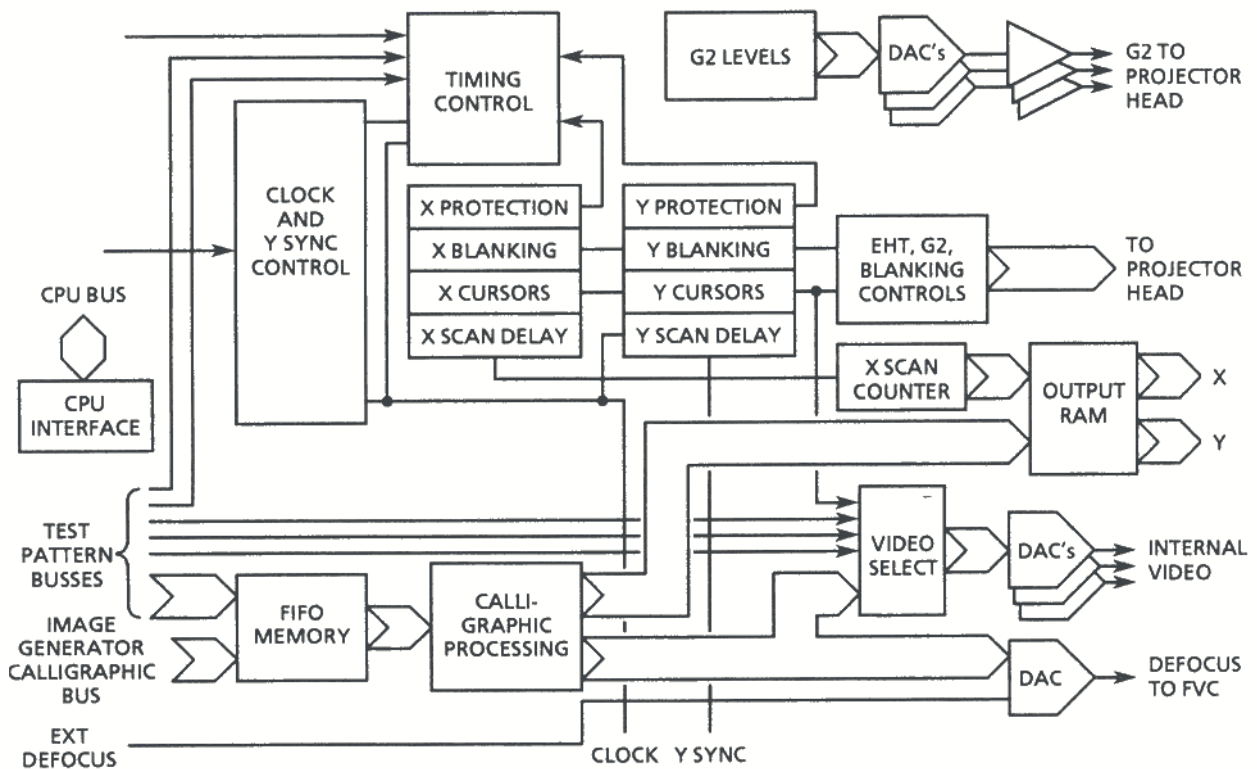 TIMING
CONTROL
G2 LEVELS
DAC's
G2 TO
PROJECTOR
HEAD
CLOCK
AND
Y SYNC
CONTROL
X PROTECTION
X BLANKING
X CURSORS
X SCAN DELAY
Y PROTECTION
Y BLANKING
Y CURSORS
Y SCAN DELAY
EHT, G2,
BLANKING
CONTROLS
TO
PROJECTOR
HEAD
CPU BUS
CPU
INTERFACE
X SCAN
COUNTER
OUTPUT
RAM
X
Y
TEST
PATTERN
BUSSES
VIDEO
SELECT
DAC's
INTERNAL
VIDEO
IMAGE
GENERATOR
CALLIGRAPHIC
BUS
FIFO
MEMORY
CALLI-
GRAPHIC
PROCESSING
DAC
DEFOCUS
TO FVC
EXT
DEFOCUS
CLOCK
Y SYNC